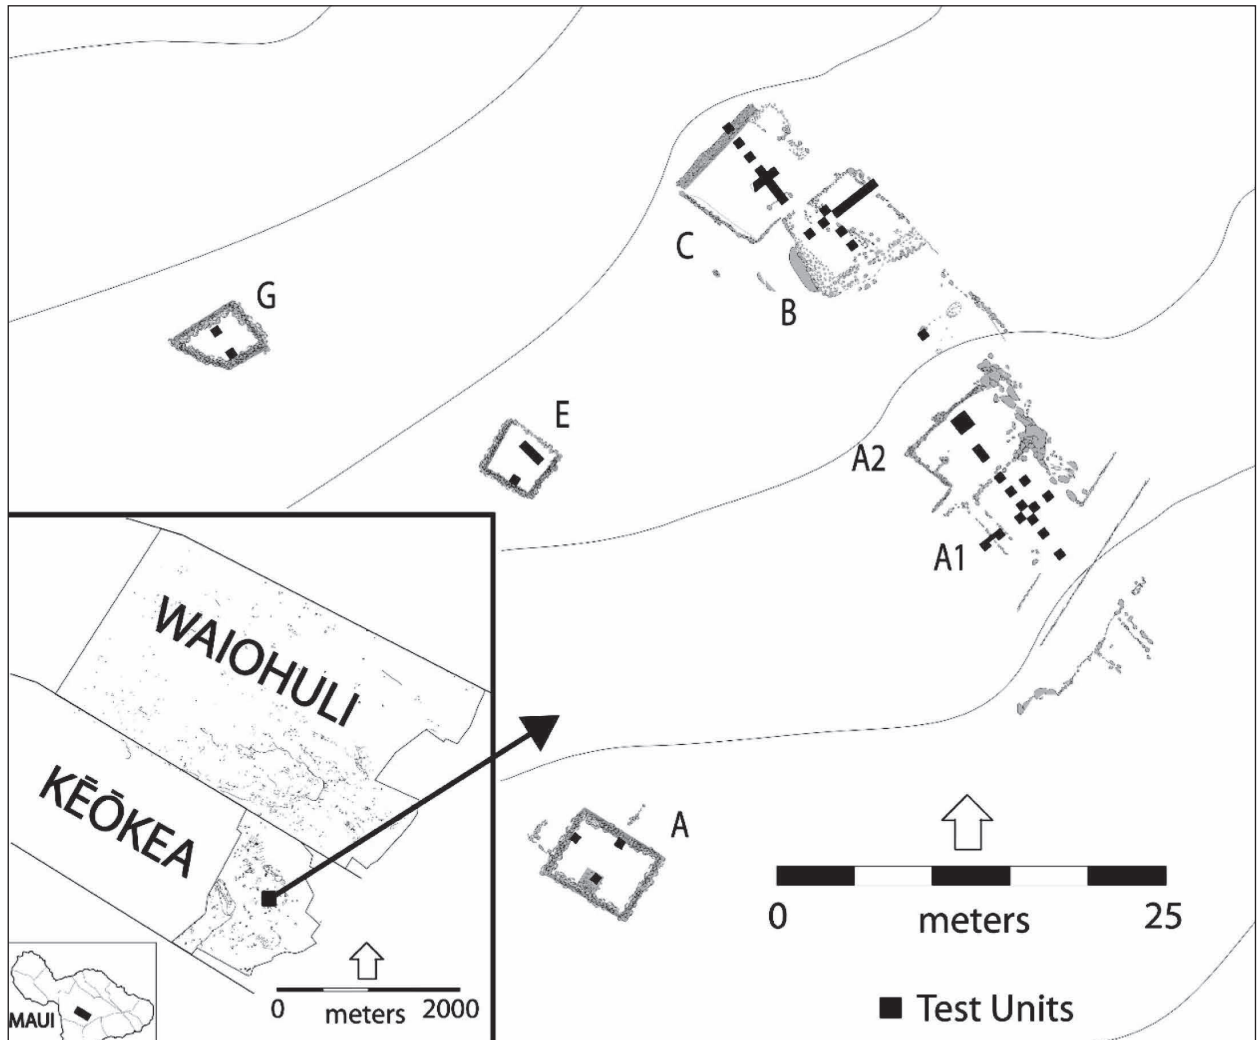 C
B
G
E
A2
A1
A
WAIOHULI
KĒŌKEA
MAUI
0 meters 2000
0 meters 25
Test Units